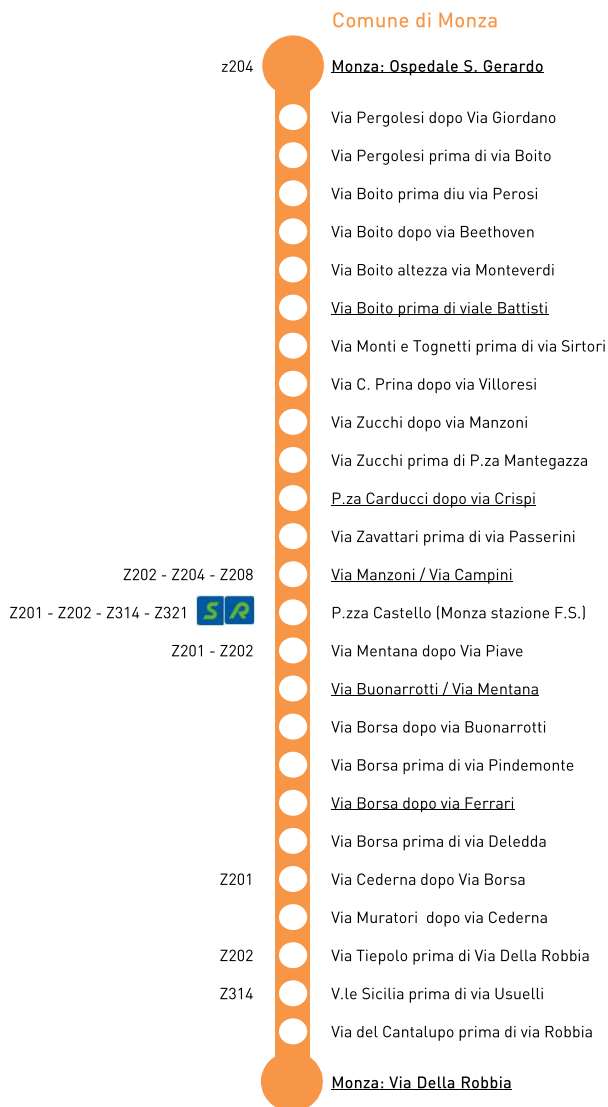 Comune di Monza
z204 Monza: Ospedale S. Gerardo
Via Pergolesi dopo Via Giordano
Via Pergolesi prima di via Boito
Via Boito prima diu via Perosi
Via Boito dopo via Beethoven
Via Boito altezza via Monteverdi
Via Boito prima di viale Battisti
Via Monti e Tognetti prima di via Sirtori
Via C. Prina dopo via Villoresi
Via Zucchi dopo via Manzoni
Via Zucchi prima di P.za Mantegazza
P.za Carducci dopo via Crispi
Via Zavattari prima di via Passerini
Z202 - Z204 - Z208 Via Manzoni / Via Campini
Z201 - Z202 - Z314 - Z321 S R P.zza Castello (Monza stazione F.S.)
Z201 - Z202 Via Mentana dopo Via Piave
Via Buonarrotti / Via Mentana
Via Borsa dopo via Buonarrotti
Via Borsa prima di via Pindemonte
Via Borsa dopo via Ferrari
Via Borsa prima di via Deledda
Z201 Via Cederna dopo Via Borsa
Via Muratori dopo via Cederna
Z202 Via Tiepolo prima di Via Della Robbia
Z314 V.le Sicilia prima di via Usuelli
Via del Cantalupo prima di via Robbia
Monza: Via Della Robbia